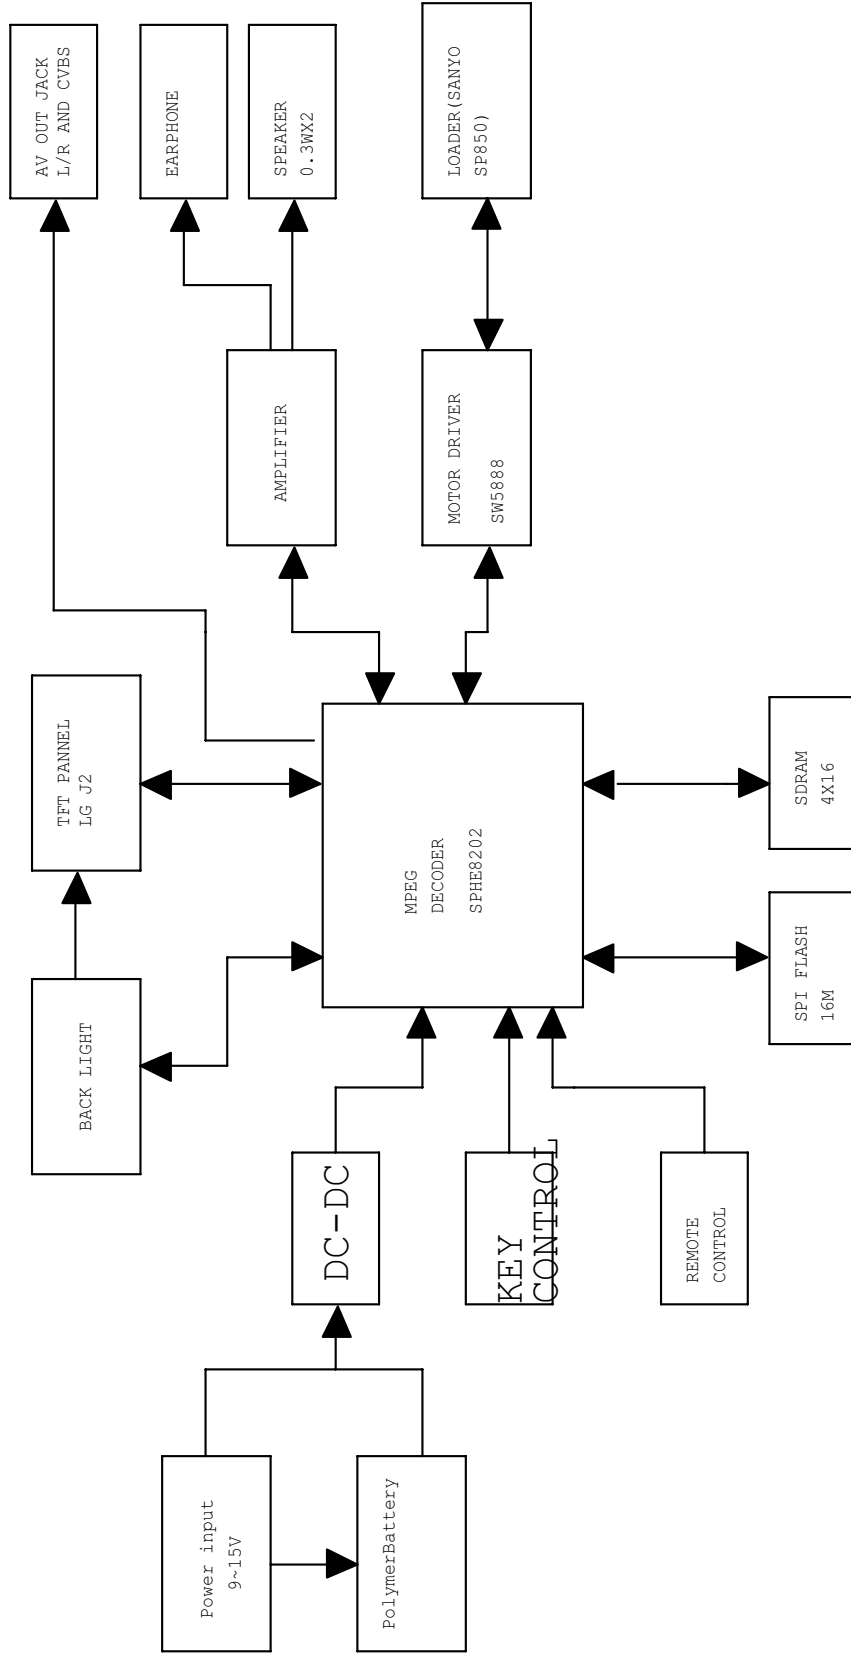 AV OUT JACK
L/R AND CVBS
EARPHONE
SPEAKER
0.3WX2
LOADER(SANYO
SP850)
AMPLIFIER
MOTOR DRIVER
SW5888
TFT PANNEL
LG J2
MPEG
DECODER
SPHE8202
SDRAM
4X16
BACK LIGHT
SPI FLASH
16M
DC-DC
KEY
CONTROL
REMOTE
CONTROL
Power input
9~15V
PolymerBattery